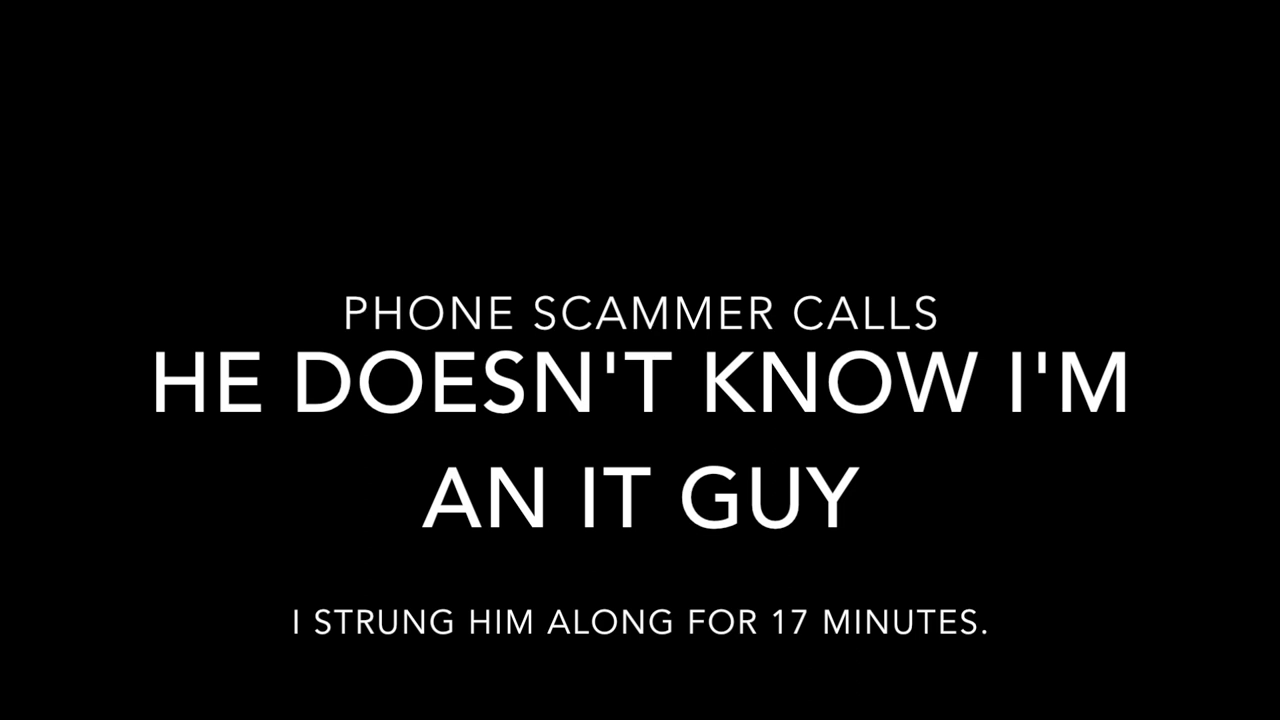 PHONE SCAMMER CALLS
HE DOESN'T KNOW I'M
AN IT GUY
I STRUNG HIM ALONG FOR 17 MINUTES.